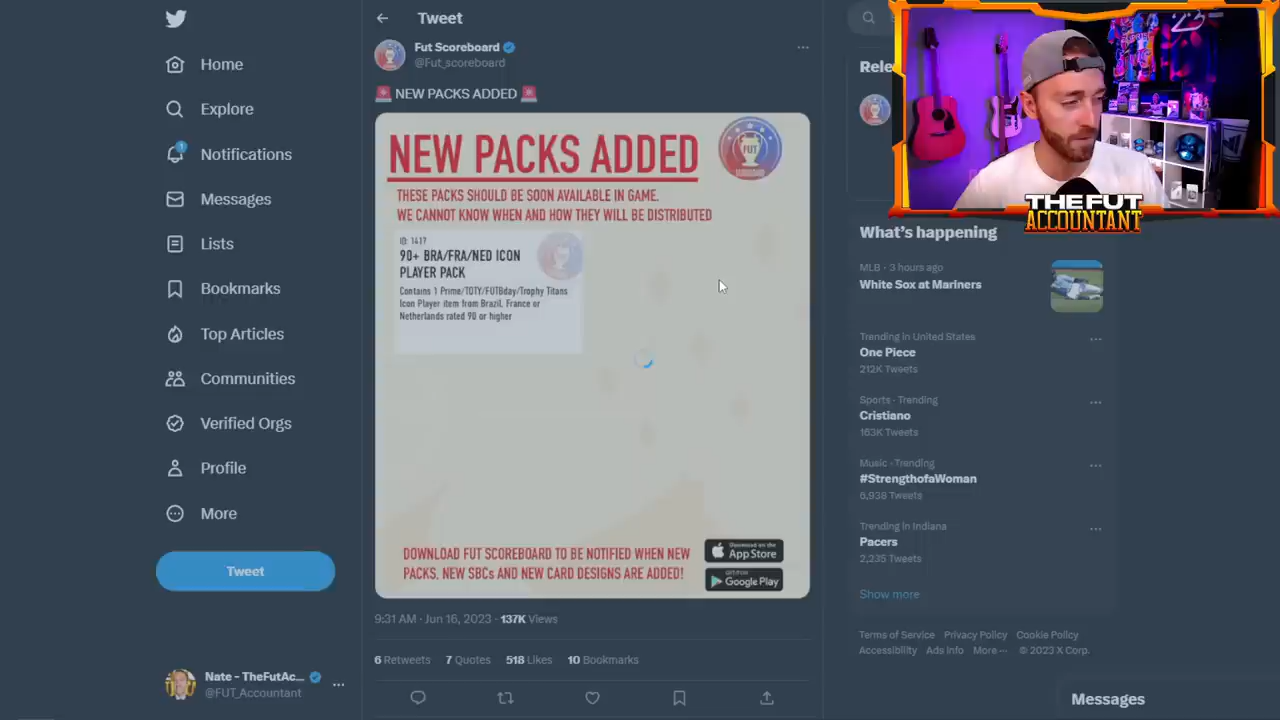 Home
Explore
1
Notifications
Messages
Lists
Bookmarks
Top Articles
Communities
Verified Orgs
Profile
More
Tweet
Nate - TheFutAc...
@FUT_Accountant
Tweet
Fut Scoreboard
@Fut_scoreboard
🚨 NEW PACKS ADDED 🚨
NEW PACKS ADDED
FUT
THESE PACKS SHOULD BE SOON AVAILABLE IN GAME.
WE CANNOT KNOW WHEN AND HOW THEY WILL BE DISTRIBUTED
ID: 1417
90+ BRA/FRA/NED ICON
PLAYER PACK
Contains 1 Prime/TOTY/FUTBday/Trophy Titans
Icon Player item from Brazil, France or
Netherlands rated 90 or higher
DOWNLOAD FUT SCOREBOARD TO BE NOTIFIED WHEN NEW
PACKS, NEW SBCs AND NEW CARD DESIGNS ARE ADDED!
Download on the
App Store
GET IT ON
Google Play
9:31 AM · Jun 16, 2023 · 137K Views
6 Retweets 7 Quotes 518 Likes 10 Bookmarks
THE FUT
ACCOUNTANT
What's happening
MLB · 3 hours ago
White Sox at Mariners
Trending in United States
One Piece
212K Tweets
Sports · Trending
Cristiano
163K Tweets
Music · Trending
#StrengthofaWoman
6,938 Tweets
Trending in Indiana
Pacers
2,235 Tweets
Show more
Terms of Service Privacy Policy Cookie Policy
Accessibility Ads info More ··· © 2023 X Corp.
Messages